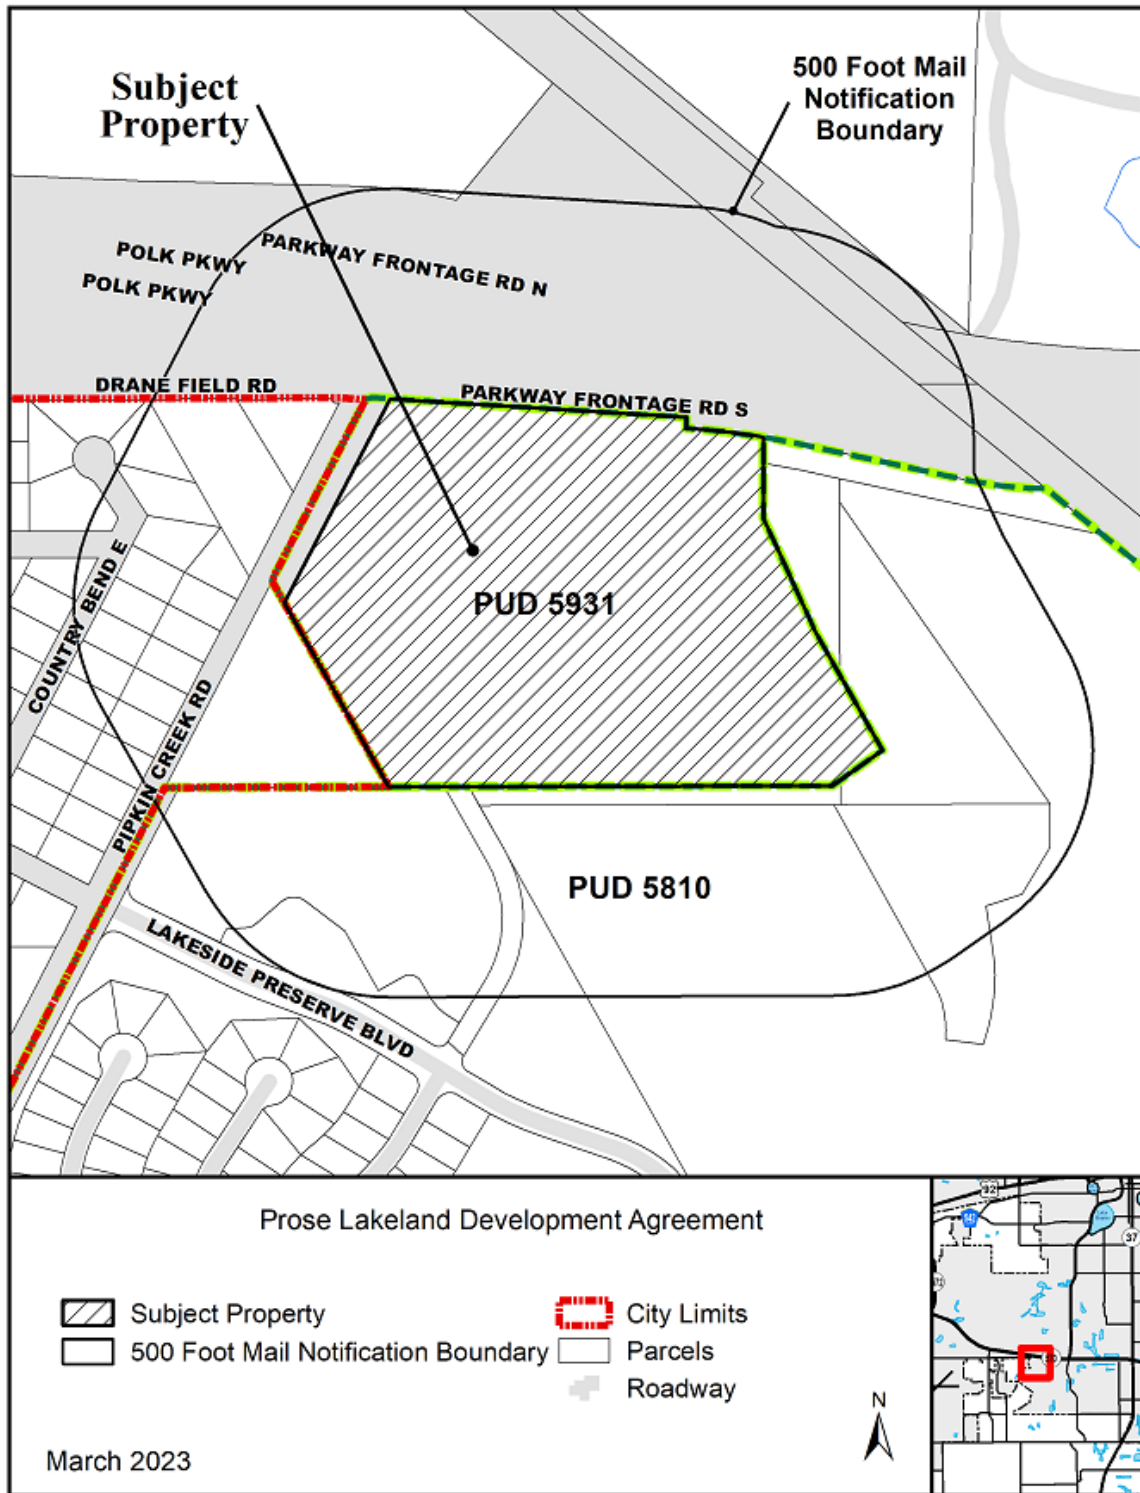 Subject
Property
500 Foot Mail
Notification
Boundary
POLK PKWY
PARKWAY FRONTAGE RD N
POLK PKWY
DRANE FIELD RD
PARKWAY FRONTAGE RD S
PUD 5931
COUNTRY BEND E
PIPKIN CREEK RD
PUD 5810
LAKESIDE PRESERVE BLVD
Prose Lakeland Development Agreement
Subject Property
500 Foot Mail Notification Boundary
City Limits
Parcels
Roadway
N
March 2023
92
37